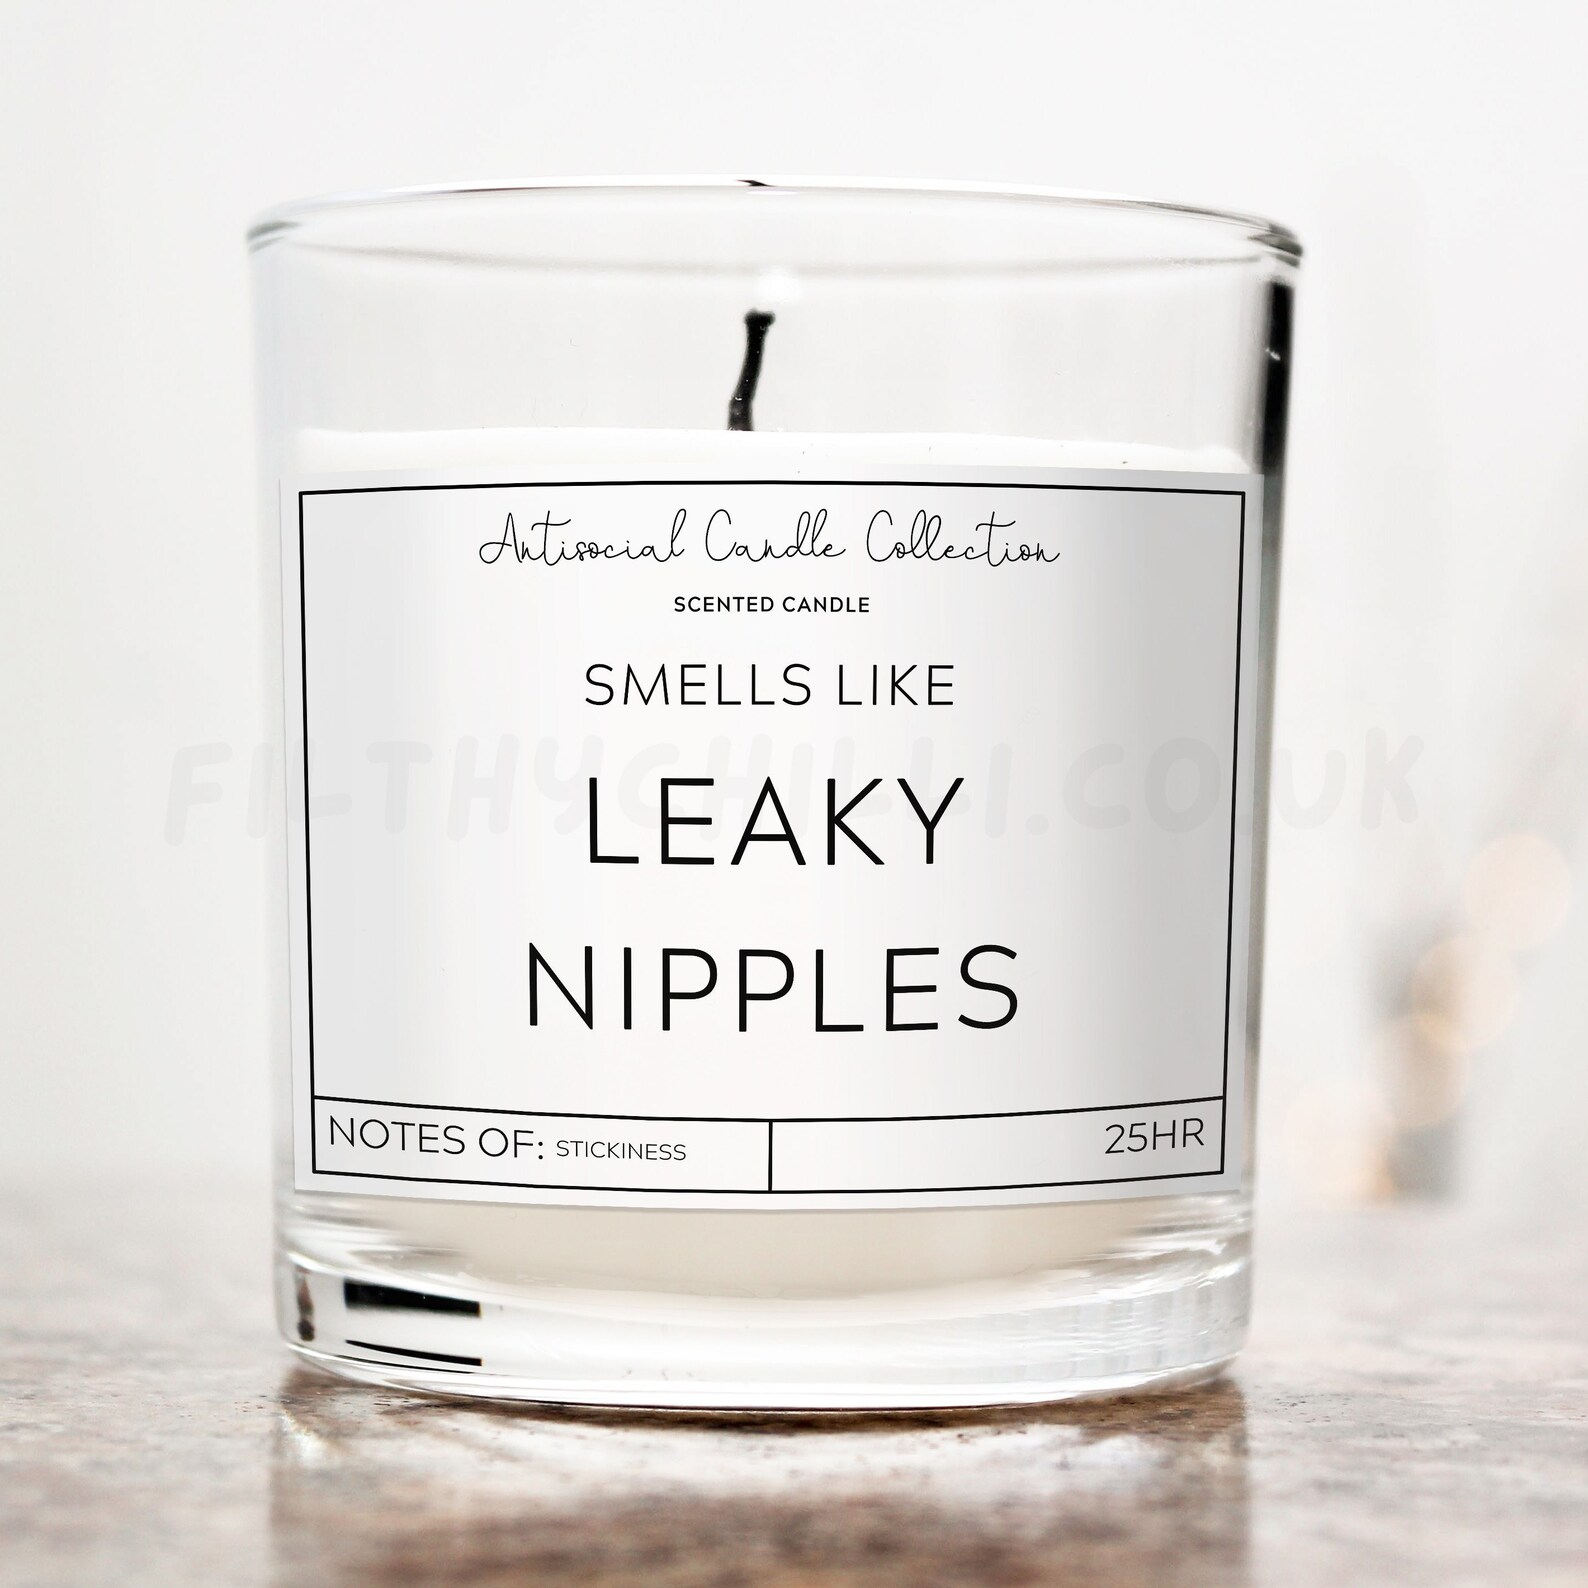 Antisocial Candle Collection
SCENTED CANDLE
SMELLS LIKE
FILTHYCHILLI.CO.UK
LEAKY
NIPPLES
NOTES OF: STICKINESS
25HR